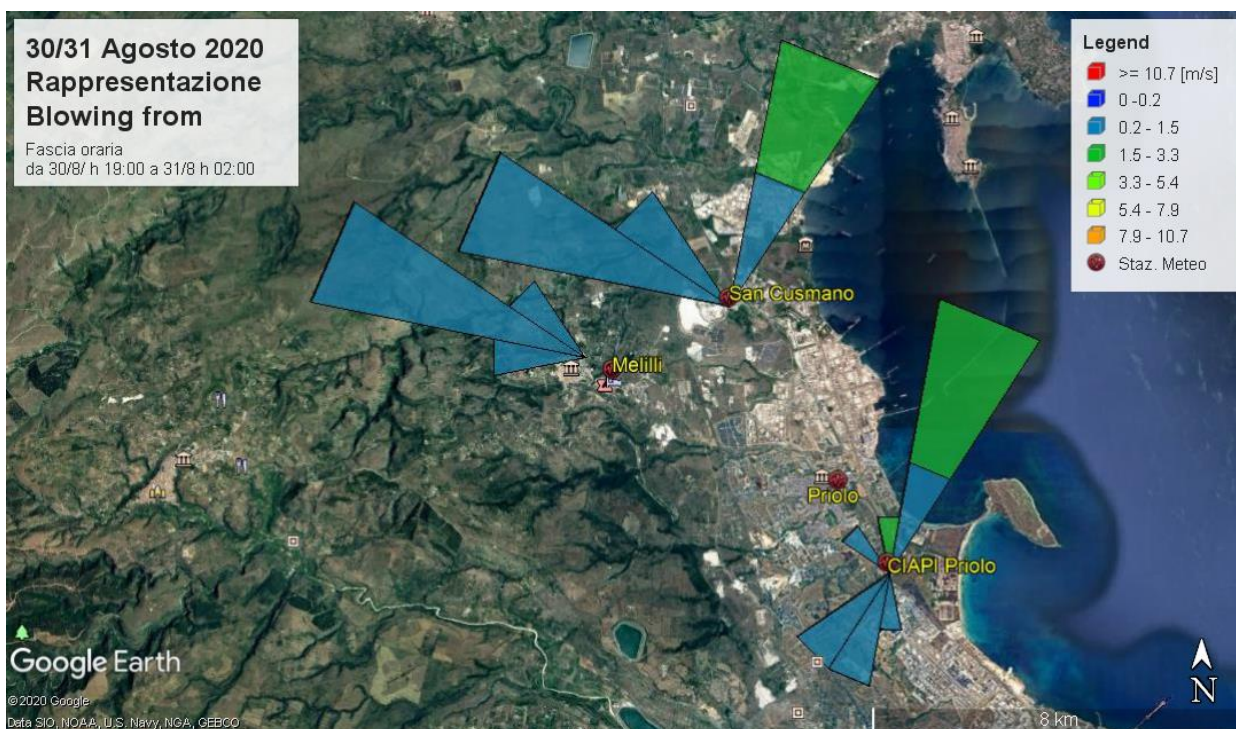 30/31 Agosto 2020
Rappresentazione
Blowing from
Fascia oraria
da 30/8/ h 19:00 a 31/8 h 02:00
Legend
>= 10.7 [m/s]
0 -0.2
0.2 - 1.5
1.5 - 3.3
3.3 - 5.4
5.4 - 7.9
7.9 - 10.7
Staz. Meteo
San Cusmano
Melilli
Priolo
CIAPI Priolo
Google Earth
©2020 Google
Data SIO, NOAA, U.S. Navy, NGA, GEBCO
8 km
N